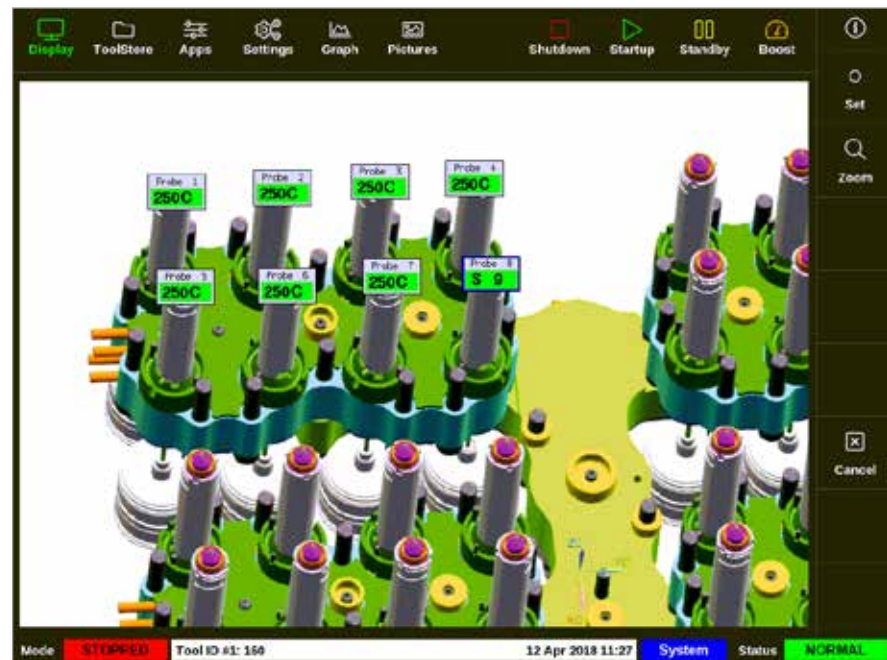 Display ToolStore Apps Settings Graph Pictures Shutdown Startup Standby Boost
Set
Zoom
Probe 1 Probe 2 Probe 3 Probe 4
250C 250C 250C 250C
Probe 5 Probe 6 Probe 7 Probe 8
250C 250C 250C S 9
Cancel
Mode STOPPED Tool ID #1: 150 12 Apr 2018 11:27 System Status NORMAL